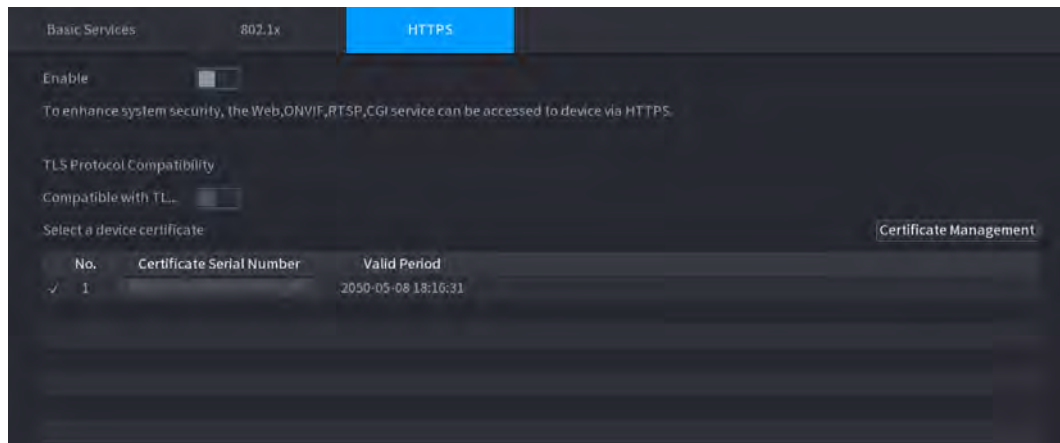 Basic Services 802.1x HTTPS
Enable
To enhance system security, the Web,ONVIF,RTSP,CGI service can be accessed to device via HTTPS.
TLS Protocol Compatibility
Compatible with TL...
Select a device certificate Certificate Management
No. Certificate Serial Number Valid Period
✓ 1 2050-05-08 18:16:31